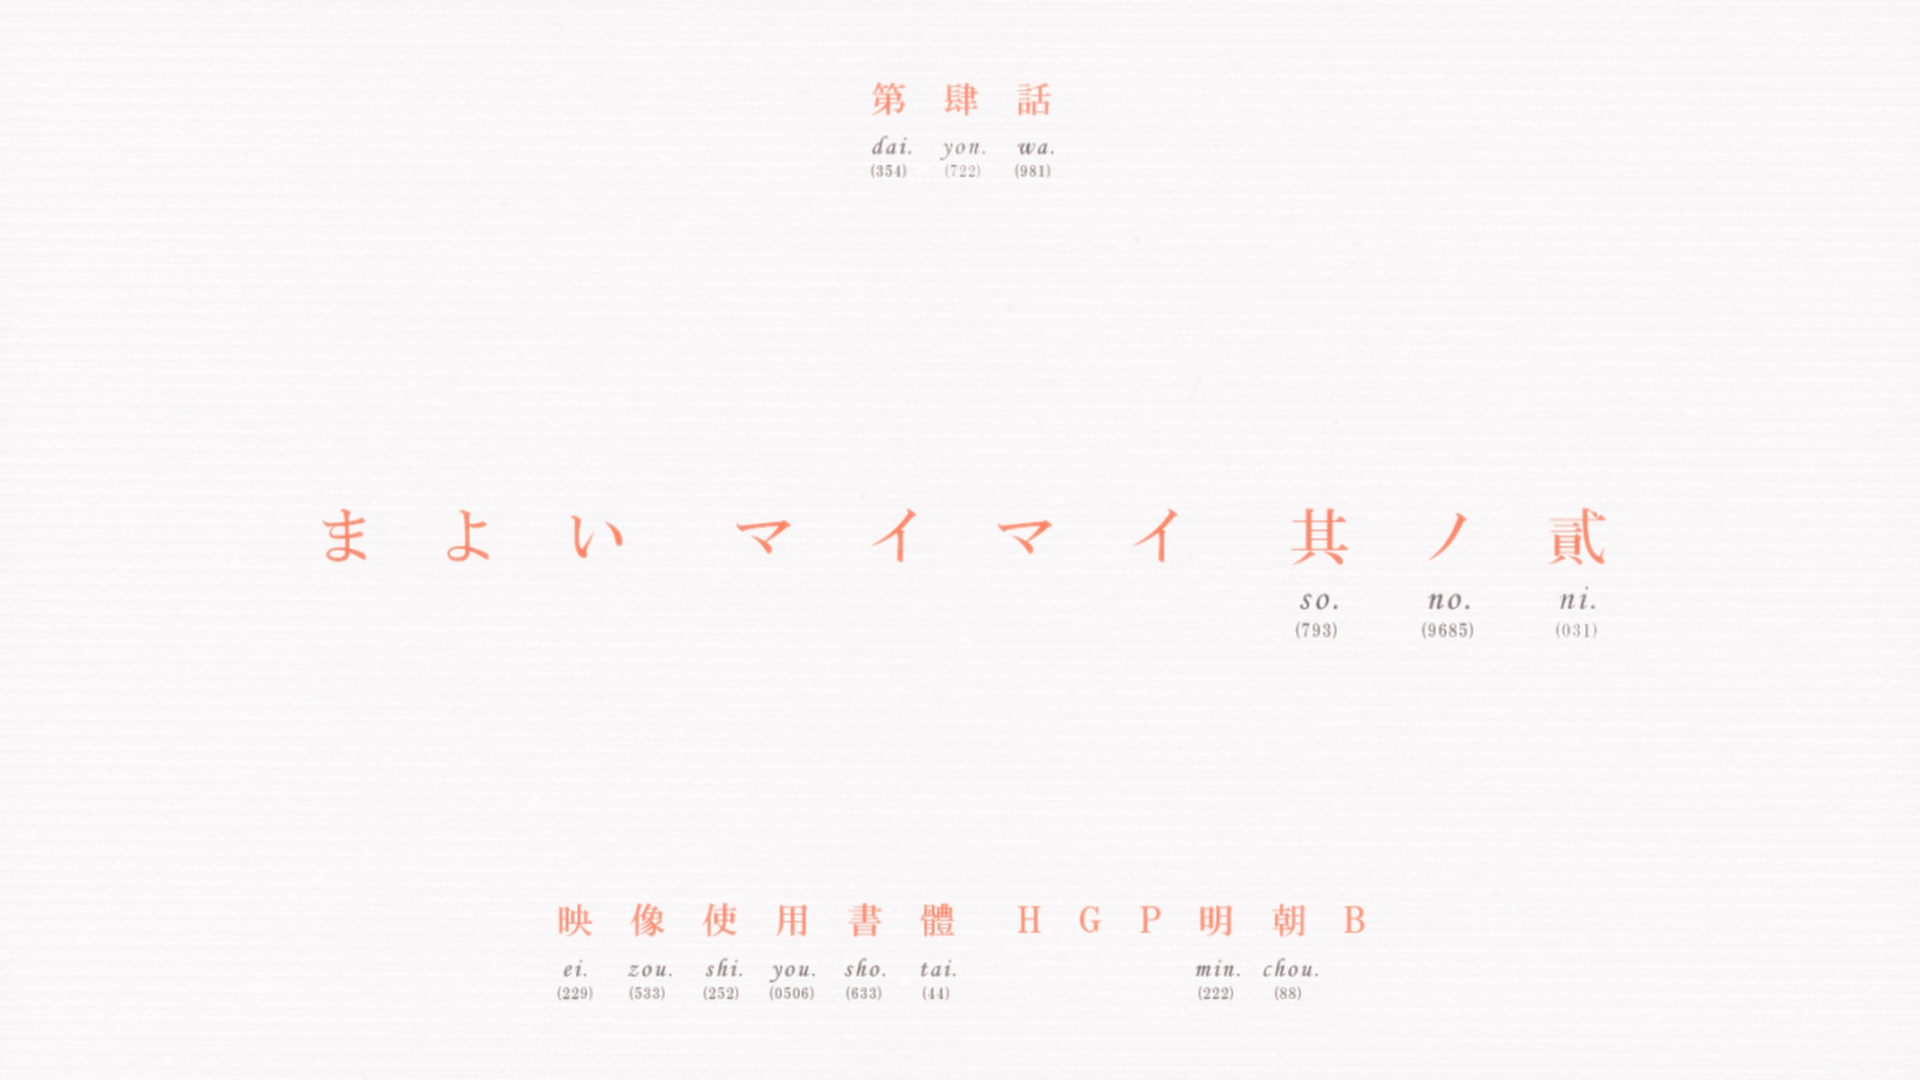 第肆話
dai. yon. wa.
(354) (722) (981)
まよい マイマイ 其ノ貳
so. no. ni.
(793) (9685) (031)
映像使用書體 HGP明朝B
ei. zou. shi. you. sho. tai. min. chou.
(229) (533) (252) (0506) (633) (44) (222) (88)